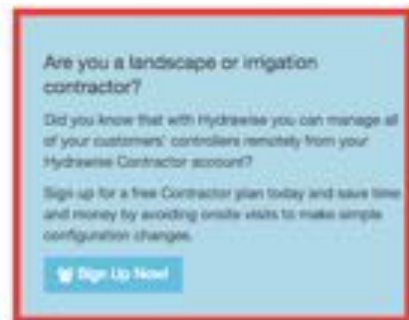 Are you a landscape or irrigation
contractor?
Did you know that with Hydrawise you can manage all
of your customers' controllers remotely from your
Hydrawise Contractor account?
Sign up for a free Contractor plan today and save time
and money by avoiding onsite visits to make simple
configuration changes.
Sign Up Now!